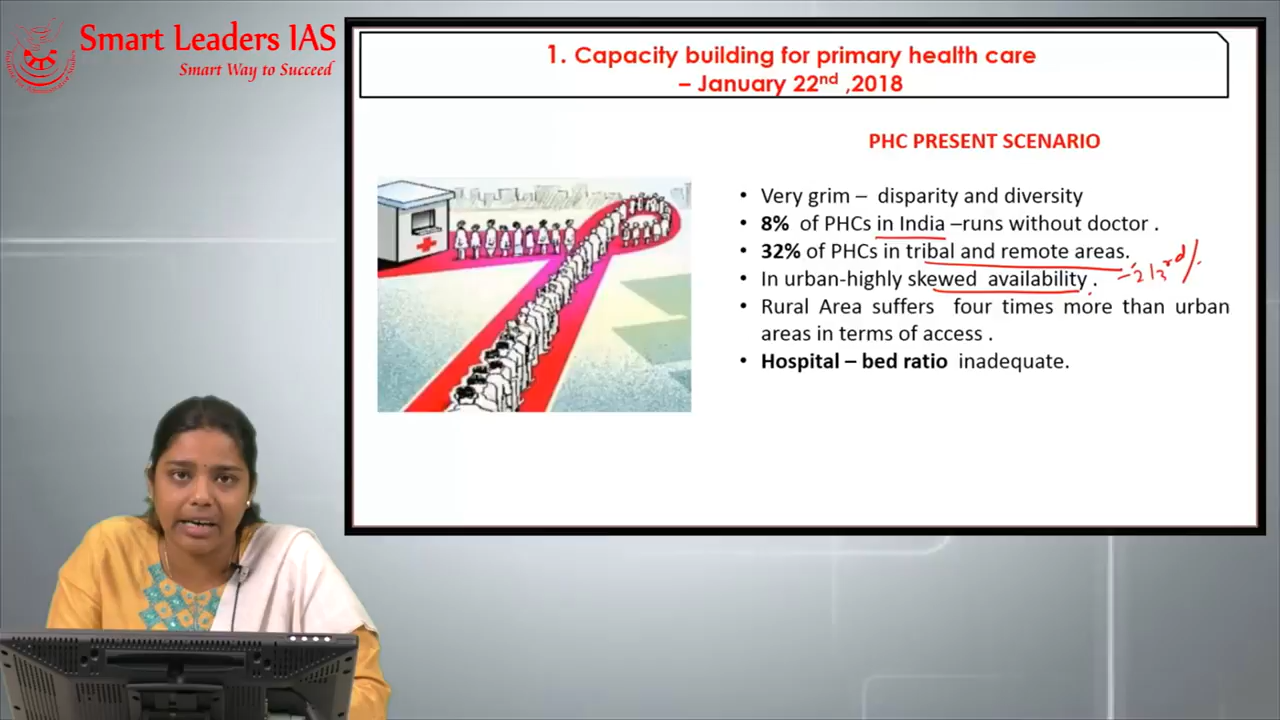 Smart Leaders IAS
Smart Way to Succeed
1. Capacity building for primary health care
– January 22nd ,2018
PHC PRESENT SCENARIO
• Very grim – disparity and diversity
• 8% of PHCs in India –runs without doctor .
• 32% of PHCs in tribal and remote areas.
• In urban-highly skewed availability .
– 2/3rd
• Rural Area suffers four times more than urban
areas in terms of access .
• Hospital – bed ratio inadequate.